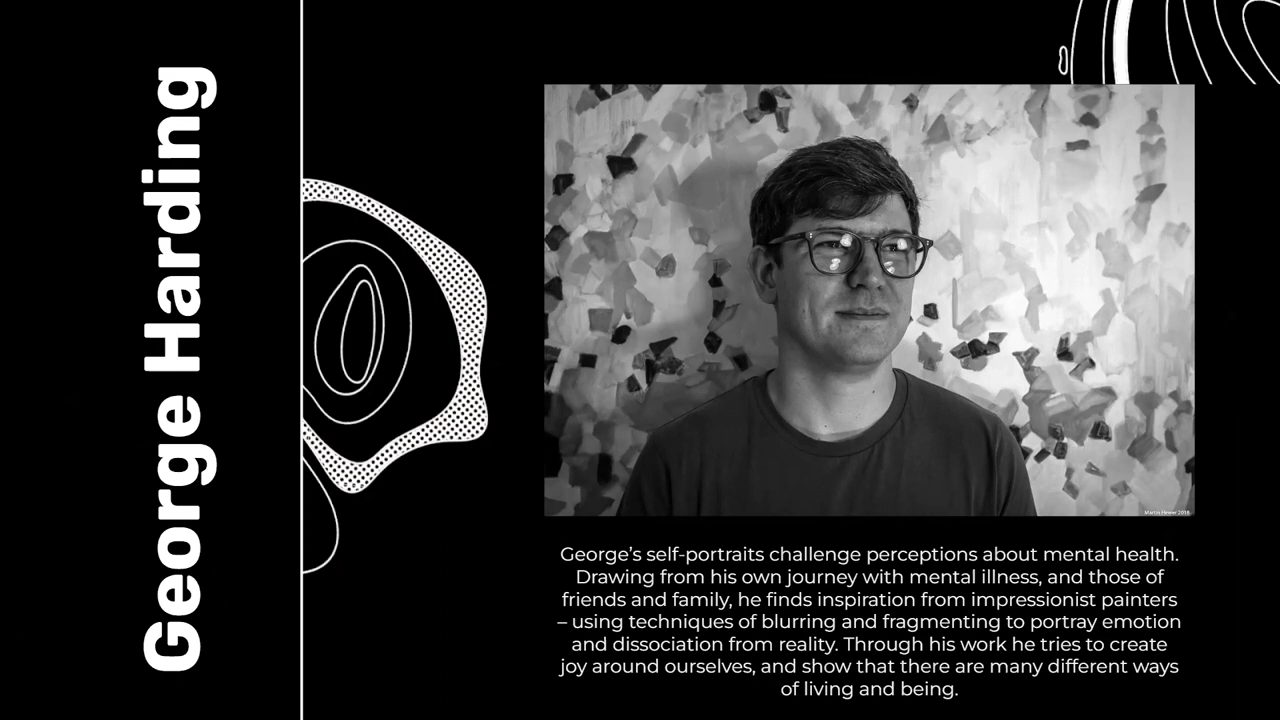 George Harding
Martin Heyer 2018
George's self-portraits challenge perceptions about mental health.
Drawing from his own journey with mental illness, and those of
friends and family, he finds inspiration from impressionist painters
– using techniques of blurring and fragmenting to portray emotion
and dissociation from reality. Through his work he tries to create
joy around ourselves, and show that there are many different ways
of living and being.